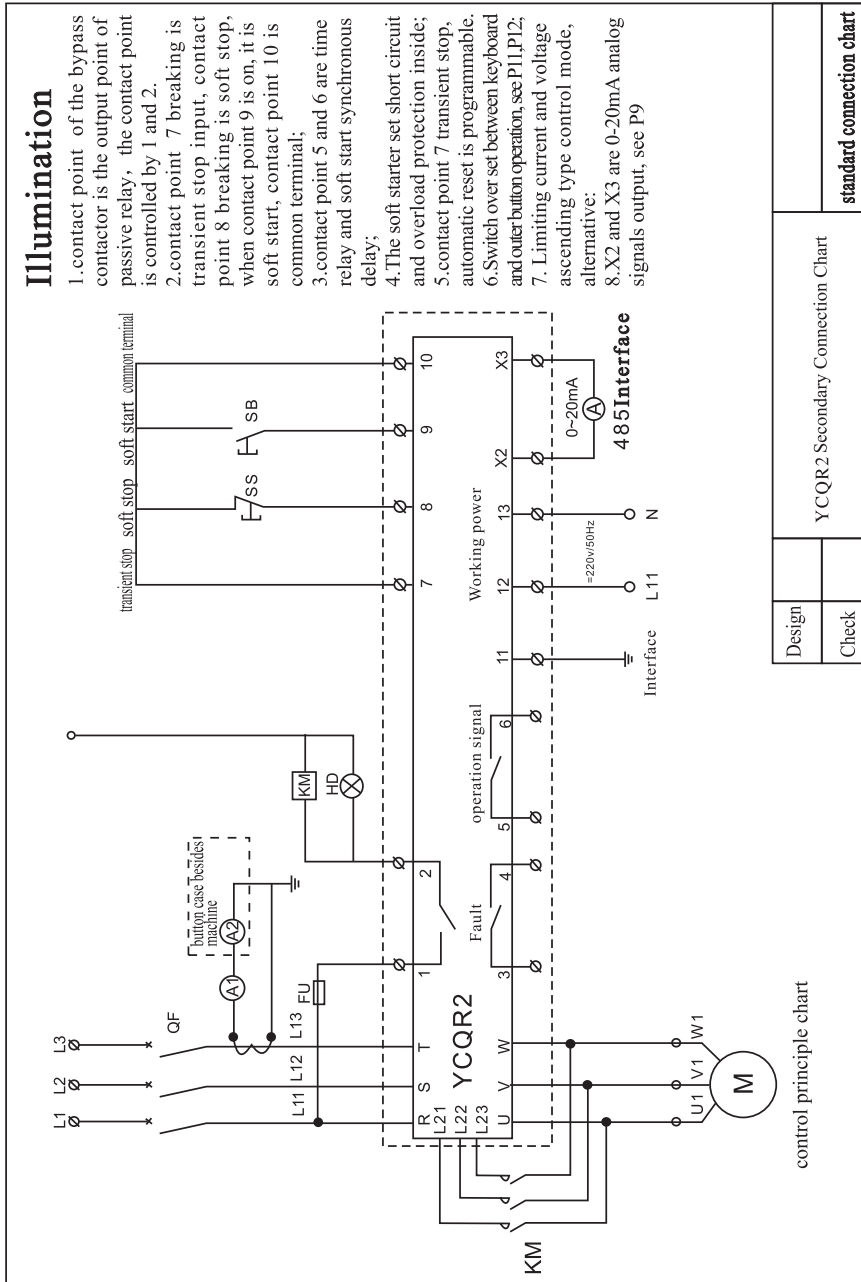 Illumination
1.contact point of the bypass
contactor is the output point of
passive relay，the contact point
is controlled by 1 and 2.
2.contact point 7 breaking is
transient stop input, contact
point 8 breaking is soft stop,
when contact point 9 is on, it is
soft start, contact point 10 is
common terminal;
3.contact point 5 and 6 are time
relay and soft start synchronous
delay;
4.The soft starter set short circuit
and overload protection inside;
5.contact point 7 transient stop,
automatic reset is programmable.
6.Switch over set between keyboard
and outer button operation, see P11,P12;
7. Limiting current and voltage
ascending type control mode,
alternative:
8.X2 and X3 are 0-20mA analog
signals output, see P9
L1 L2 L3
QF
button case besides
machine
A1 A2
KM
HD
FU
L11 L12 L13
transient stop soft stop soft start common terminal
SS
SB
R S T 1 2 7 8 9 10
L21
L22
L23
YCQR2
Fault
operation signal
Working power
U V W 3 4 5 6 11 12 13 X2 X3
KM
U1 V1 W1
M
Interface
=220v/50Hz
L11 N
0~20mA
A
485Interface
control principle chart
Design
Check
YCQR2 Secondary Connection Chart
standard connection chart